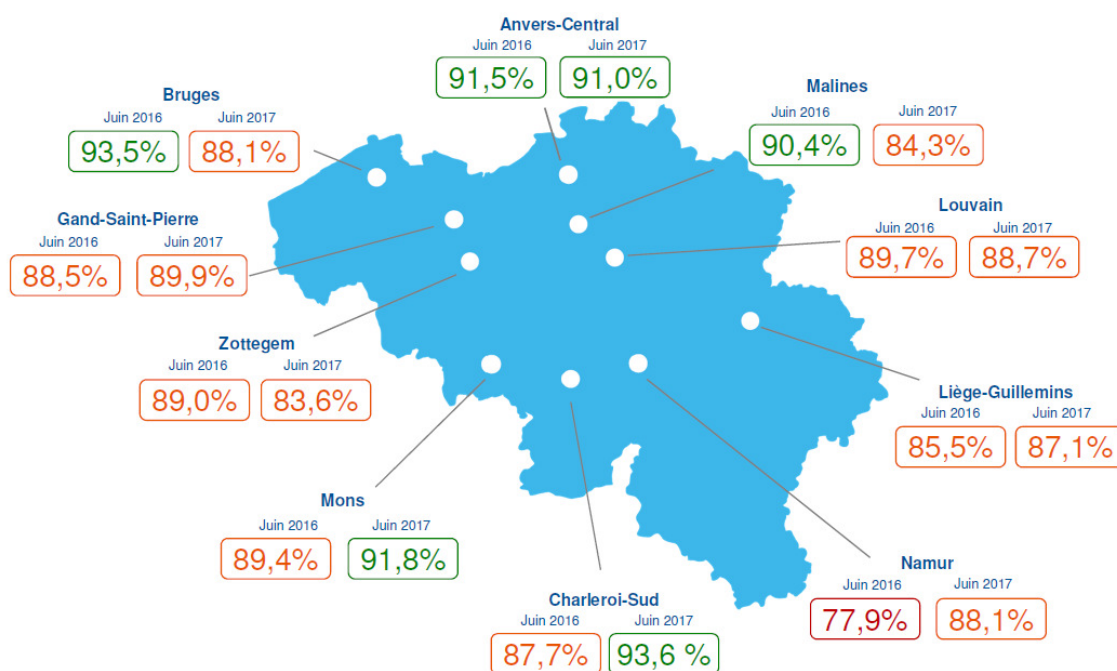 Anvers-Central
Juin 2016 Juin 2017
91,5% 91,0%
Bruges
Juin 2016 Juin 2017
93,5% 88,1%
Malines
Juin 2016 Juin 2017
90,4% 84,3%
Gand-Saint-Pierre
Juin 2016 Juin 2017
88,5% 89,9%
Louvain
Juin 2016 Juin 2017
89,7% 88,7%
Zottegem
Juin 2016 Juin 2017
89,0% 83,6%
Liège-Guillemins
Juin 2016 Juin 2017
85,5% 87,1%
Mons
Juin 2016 Juin 2017
89,4% 91,8%
Namur
Juin 2016 Juin 2017
77,9% 88,1%
Charleroi-Sud
Juin 2016 Juin 2017
87,7% 93,6 %